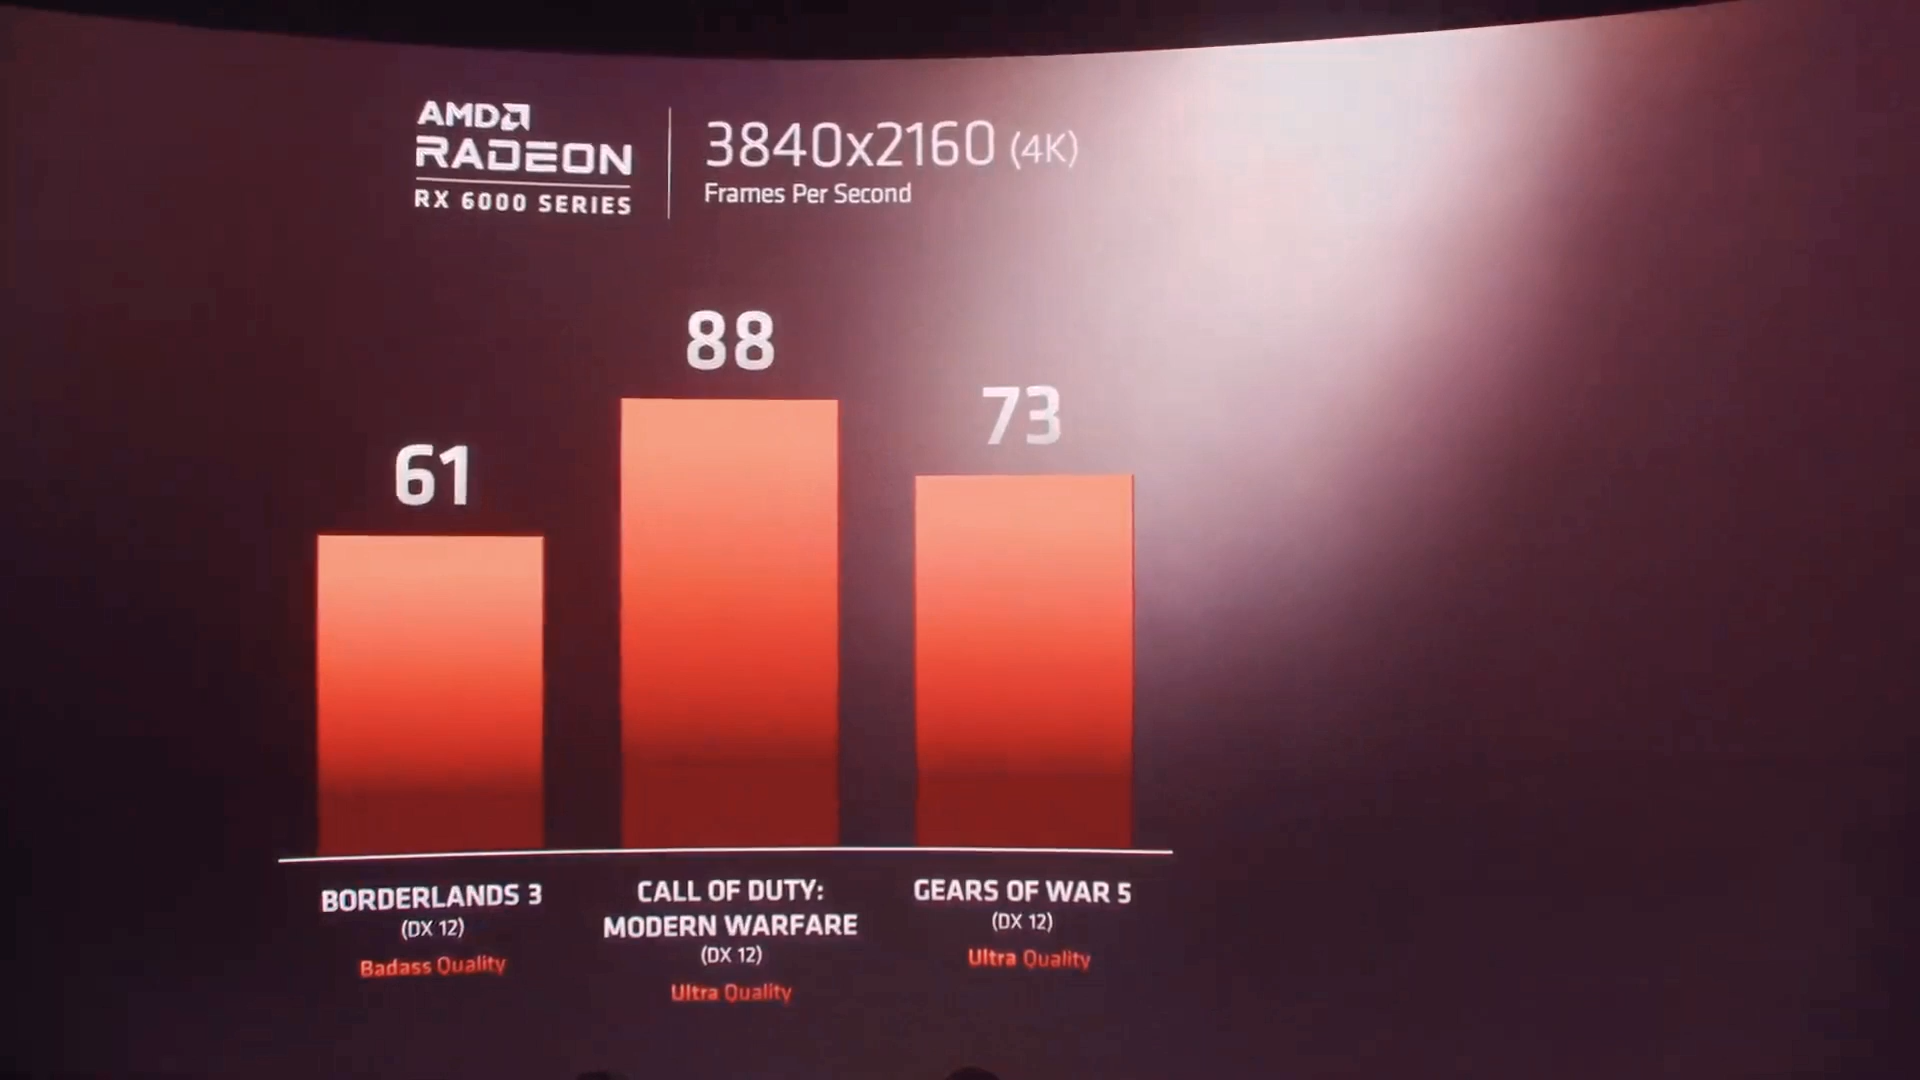 AMD
RADEON
RX 6000 SERIES
3840x2160 (4K)
Frames Per Second
61
88
73
BORDERLANDS 3
(DX 12)
Badass Quality
CALL OF DUTY:
MODERN WARFARE
(DX 12)
Ultra Quality
GEARS OF WAR 5
(DX 12)
Ultra Quality